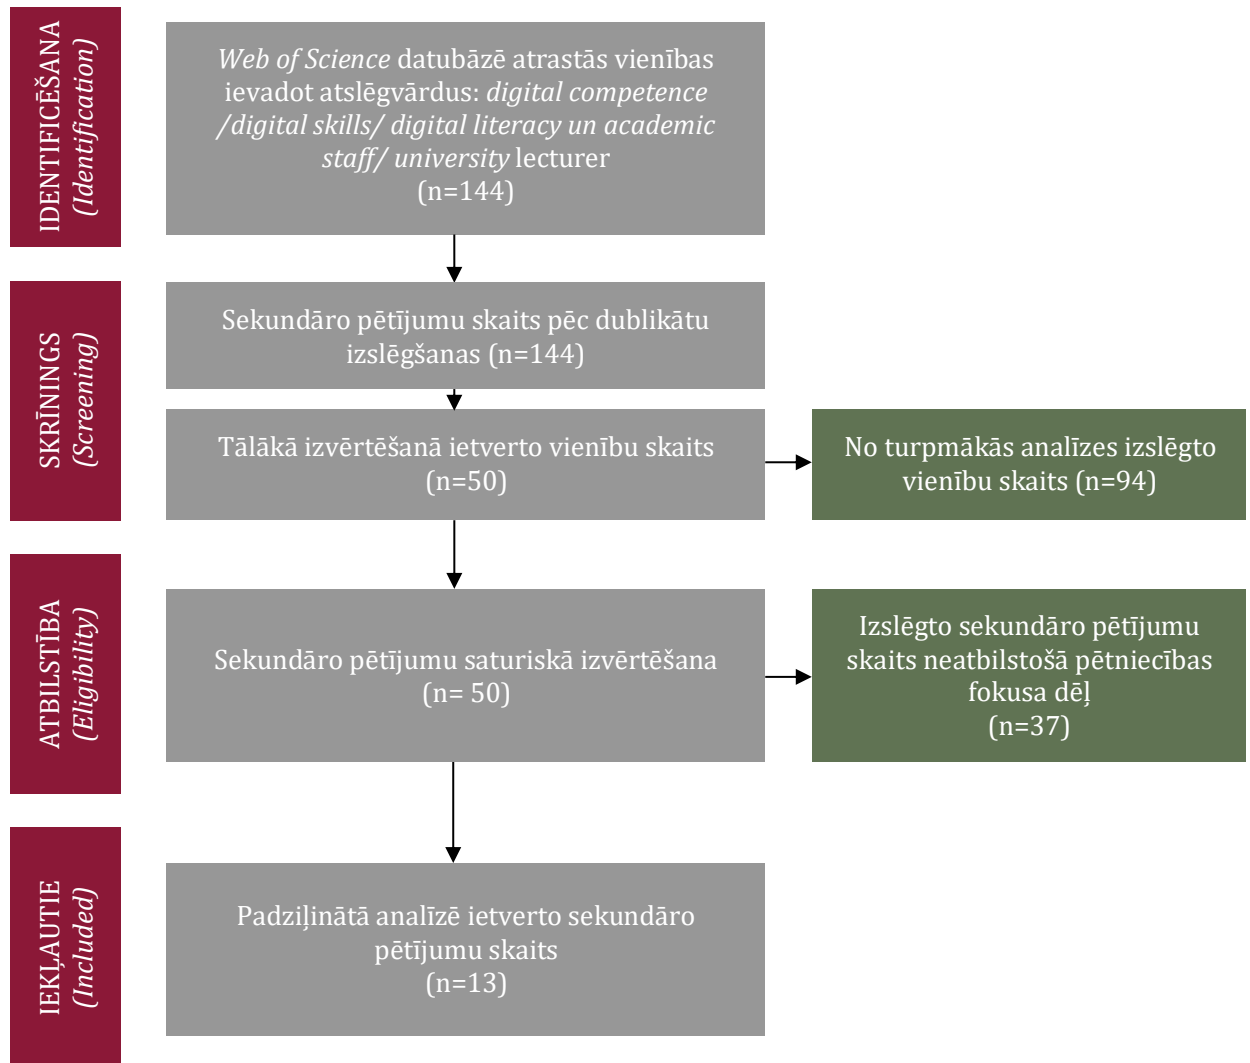 IDENTIFICĒŠANA
(Identification)
Web of Science datubāzē atrastās vienības
ievadot atslēgvārdus: digital competence
/digital skills/ digital literacy un academic
staff/ university lecturer
(n=144)
SKRĪNINGS
(Screening)
Sekundāro pētījumu skaits pēc dublikātu
izslēgšanas (n=144)
Tālākā izvērtēšanā ietverto vienību skaits
(n=50)
No turpmākās analīzes izslēgto
vienību skaits (n=94)
ATBILSTĪBA
(Eligibility)
Sekundāro pētījumu saturiskā izvērtēšana
(n= 50)
Izslēgto sekundāro pētījumu
skaits neatbilstošā pētniecības
fokusa dēļ
(n=37)
IEKĻAUTIE
(Included)
Padziļinātā analīzē ietverto sekundāro
pētījumu skaits
(n=13)